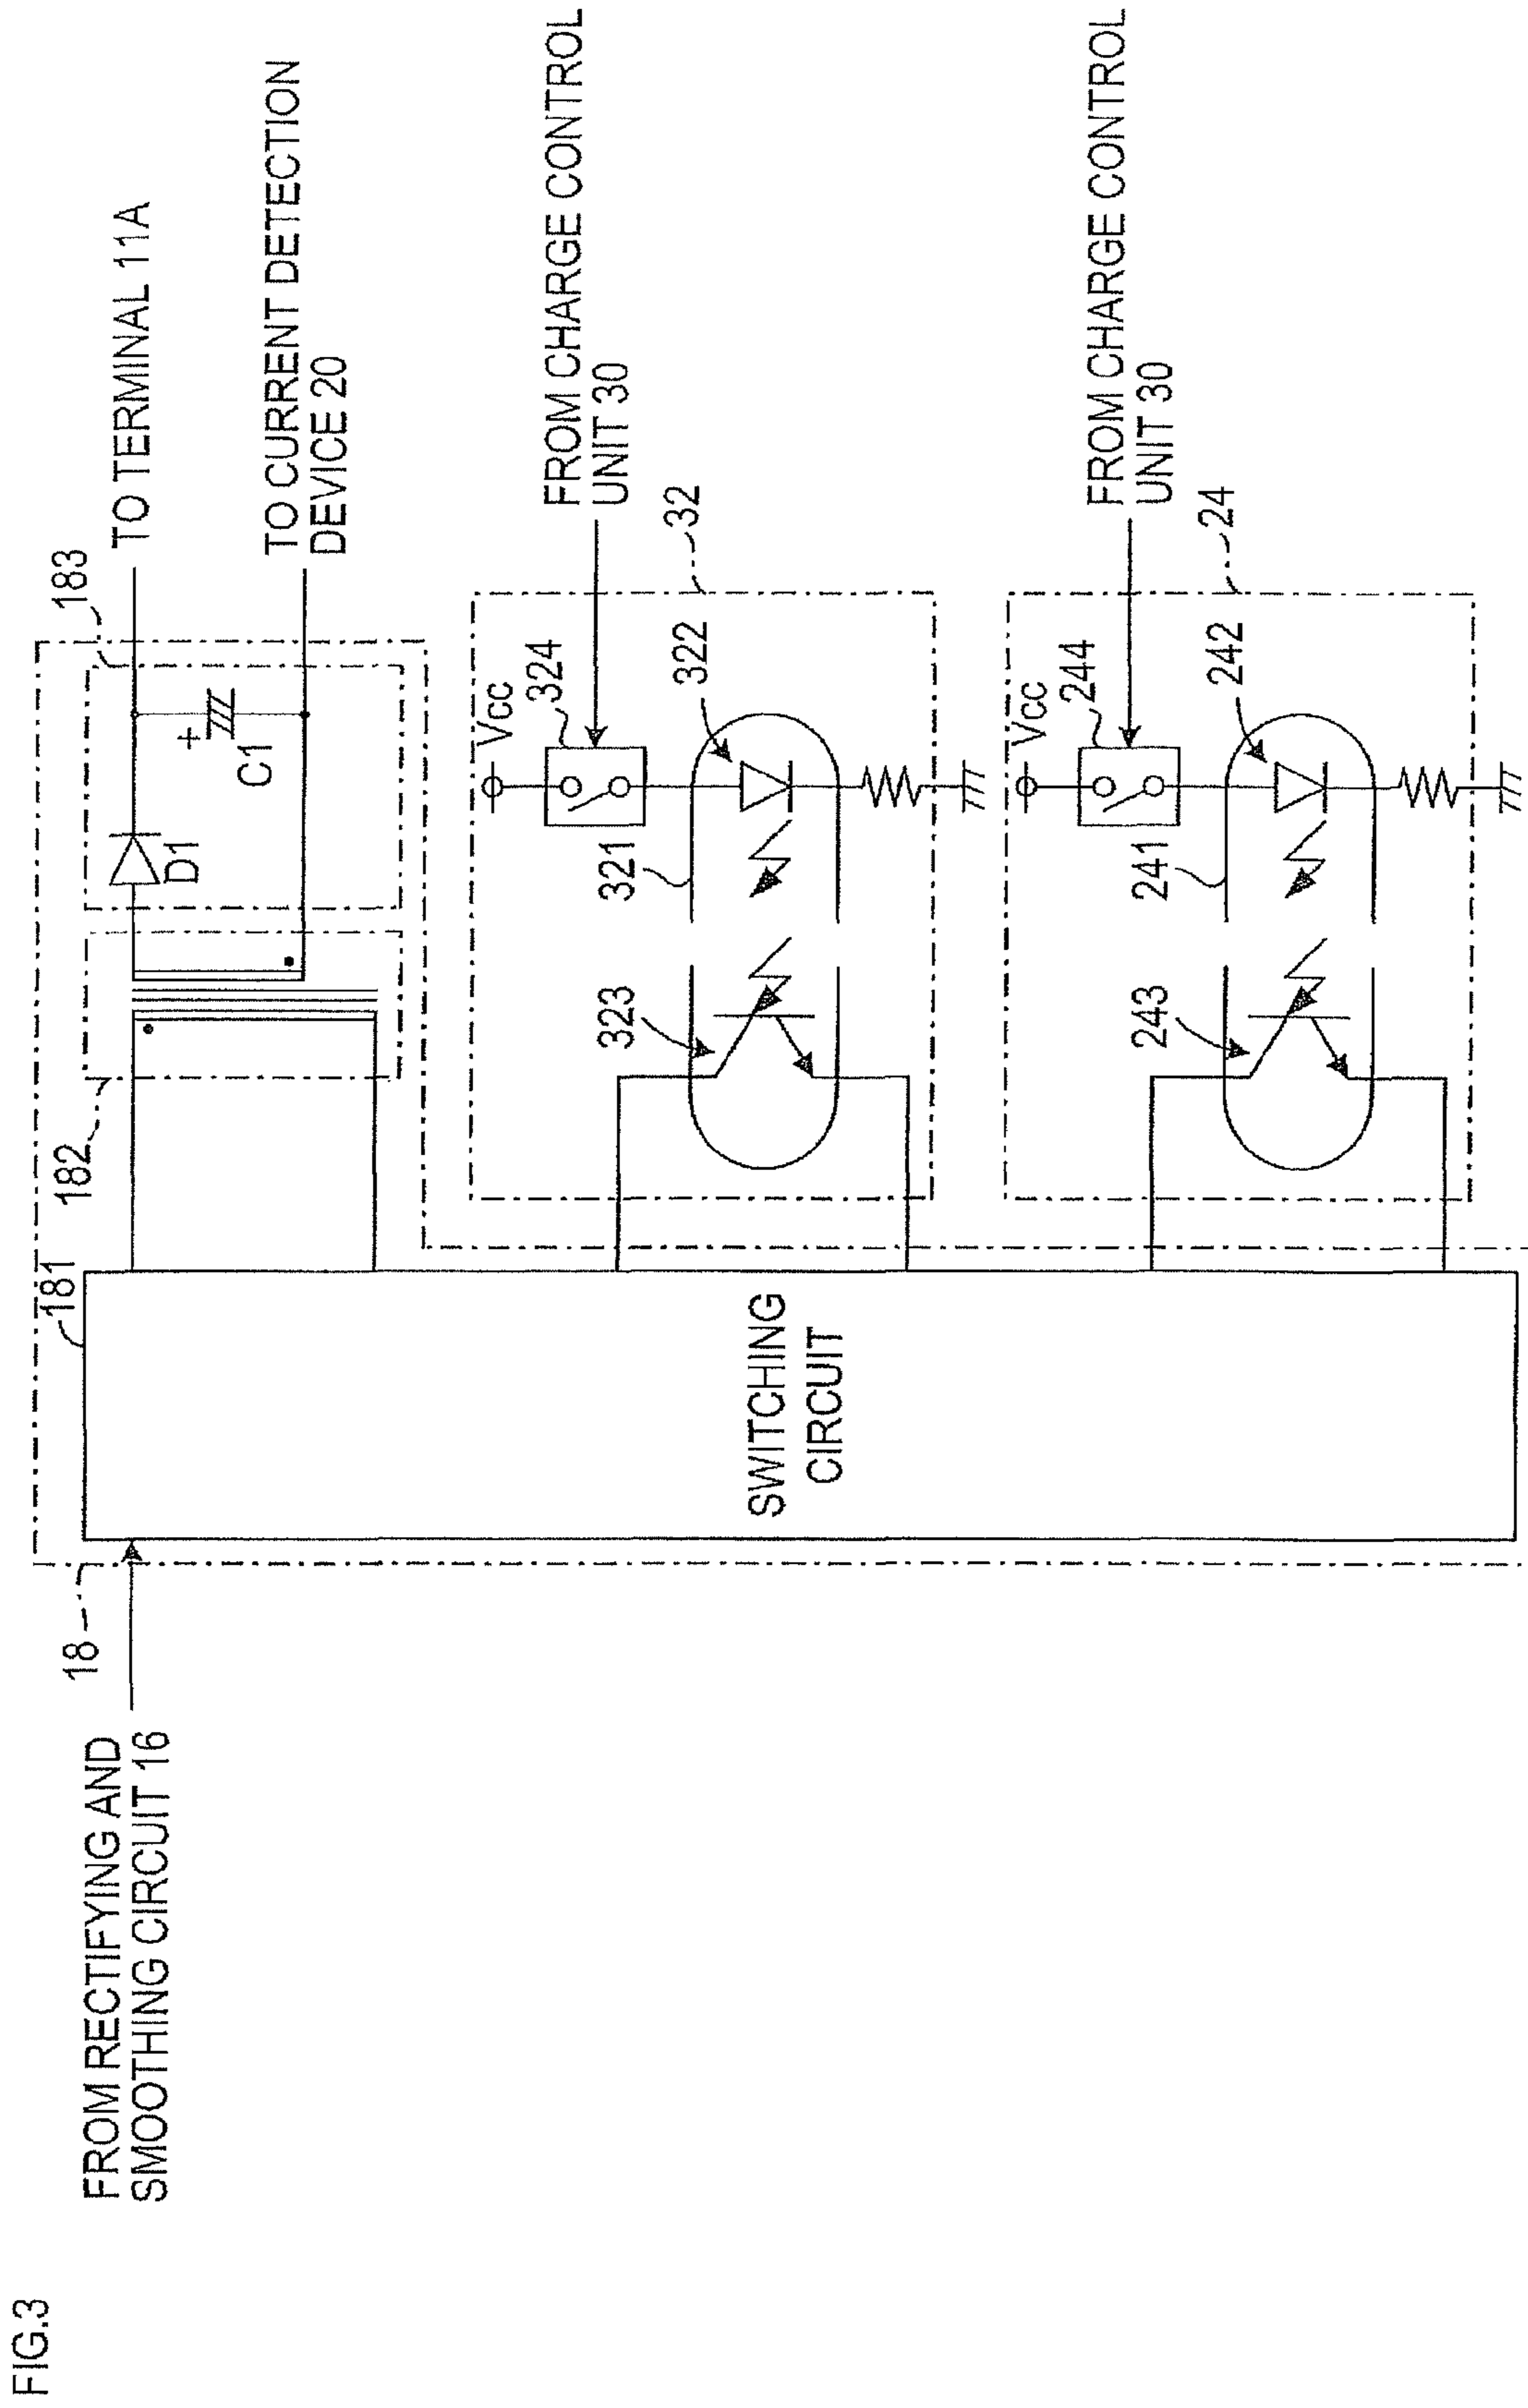 FIG.3
FROM RECTIFYING AND
SMOOTHING CIRCUIT 16
18
181
SWITCHING
CIRCUIT
182
183
D1
C1
+
TO TERMINAL 11A
TO CURRENT DETECTION
DEVICE 20
323
321
324
Vcc
322
32
FROM CHARGE CONTROL
UNIT 30
243
241
244
Vcc
242
24
FROM CHARGE CONTROL
UNIT 30